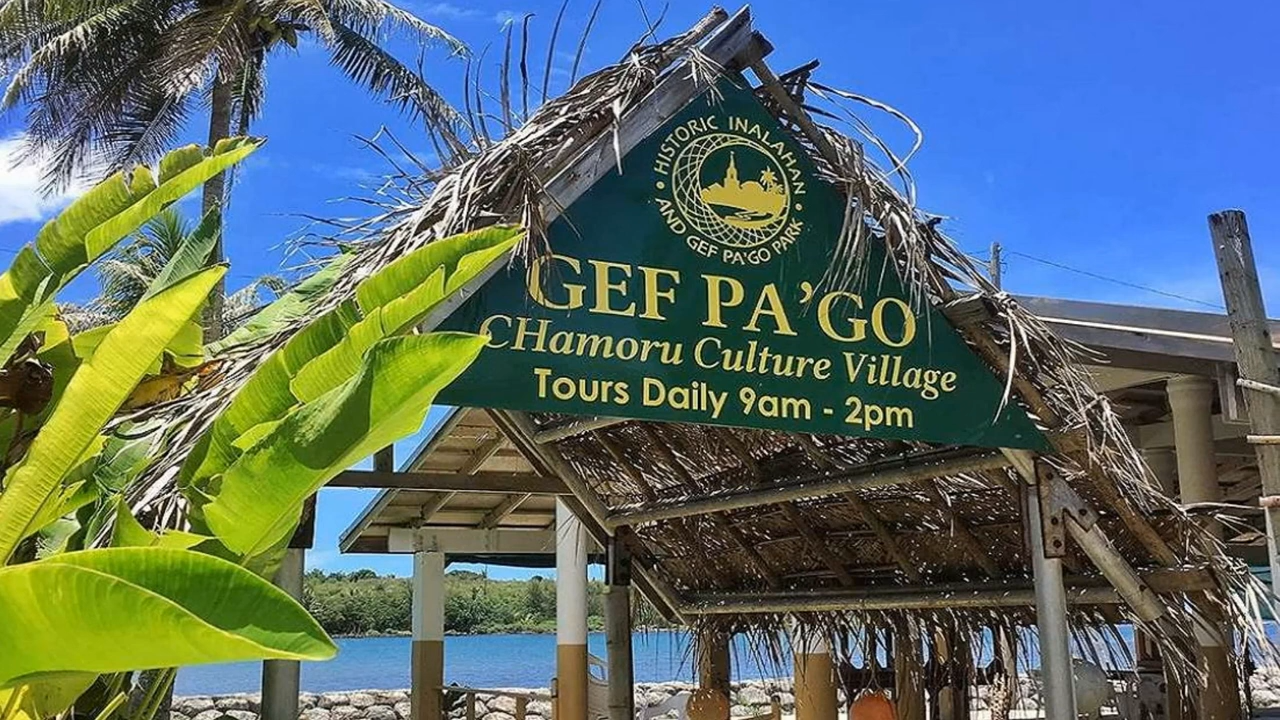 HISTORIC INALAHAN
AND GEF PA'GO PARK
GEF PA'GO
CHamoru Culture Village
Tours Daily 9am - 2pm